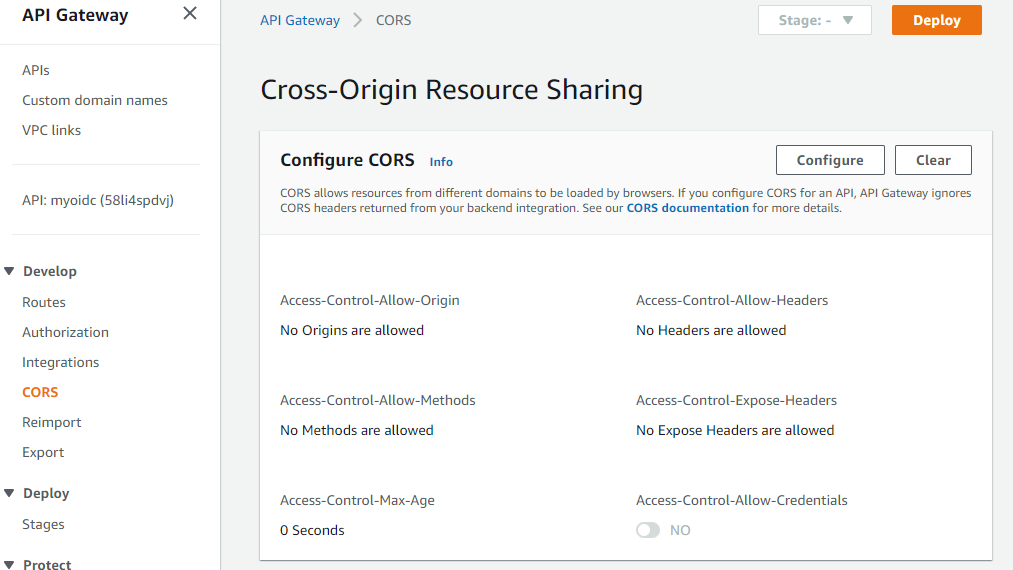 API Gateway
APIs
Custom domain names
VPC links
API: myoidc (58li4spdvj)
Develop
Routes
Authorization
Integrations
CORS
Reimport
Export
Deploy
Stages
Protect
API Gateway > CORS
Stage: -
Deploy
Cross-Origin Resource Sharing
Configure CORS Info
Configure
Clear
CORS allows resources from different domains to be loaded by browsers. If you configure CORS for an API, API Gateway ignores
CORS headers returned from your backend integration. See our CORS documentation for more details.
Access-Control-Allow-Origin
No Origins are allowed
Access-Control-Allow-Headers
No Headers are allowed
Access-Control-Allow-Methods
No Methods are allowed
Access-Control-Expose-Headers
No Expose Headers are allowed
Access-Control-Max-Age
0 Seconds
Access-Control-Allow-Credentials
NO